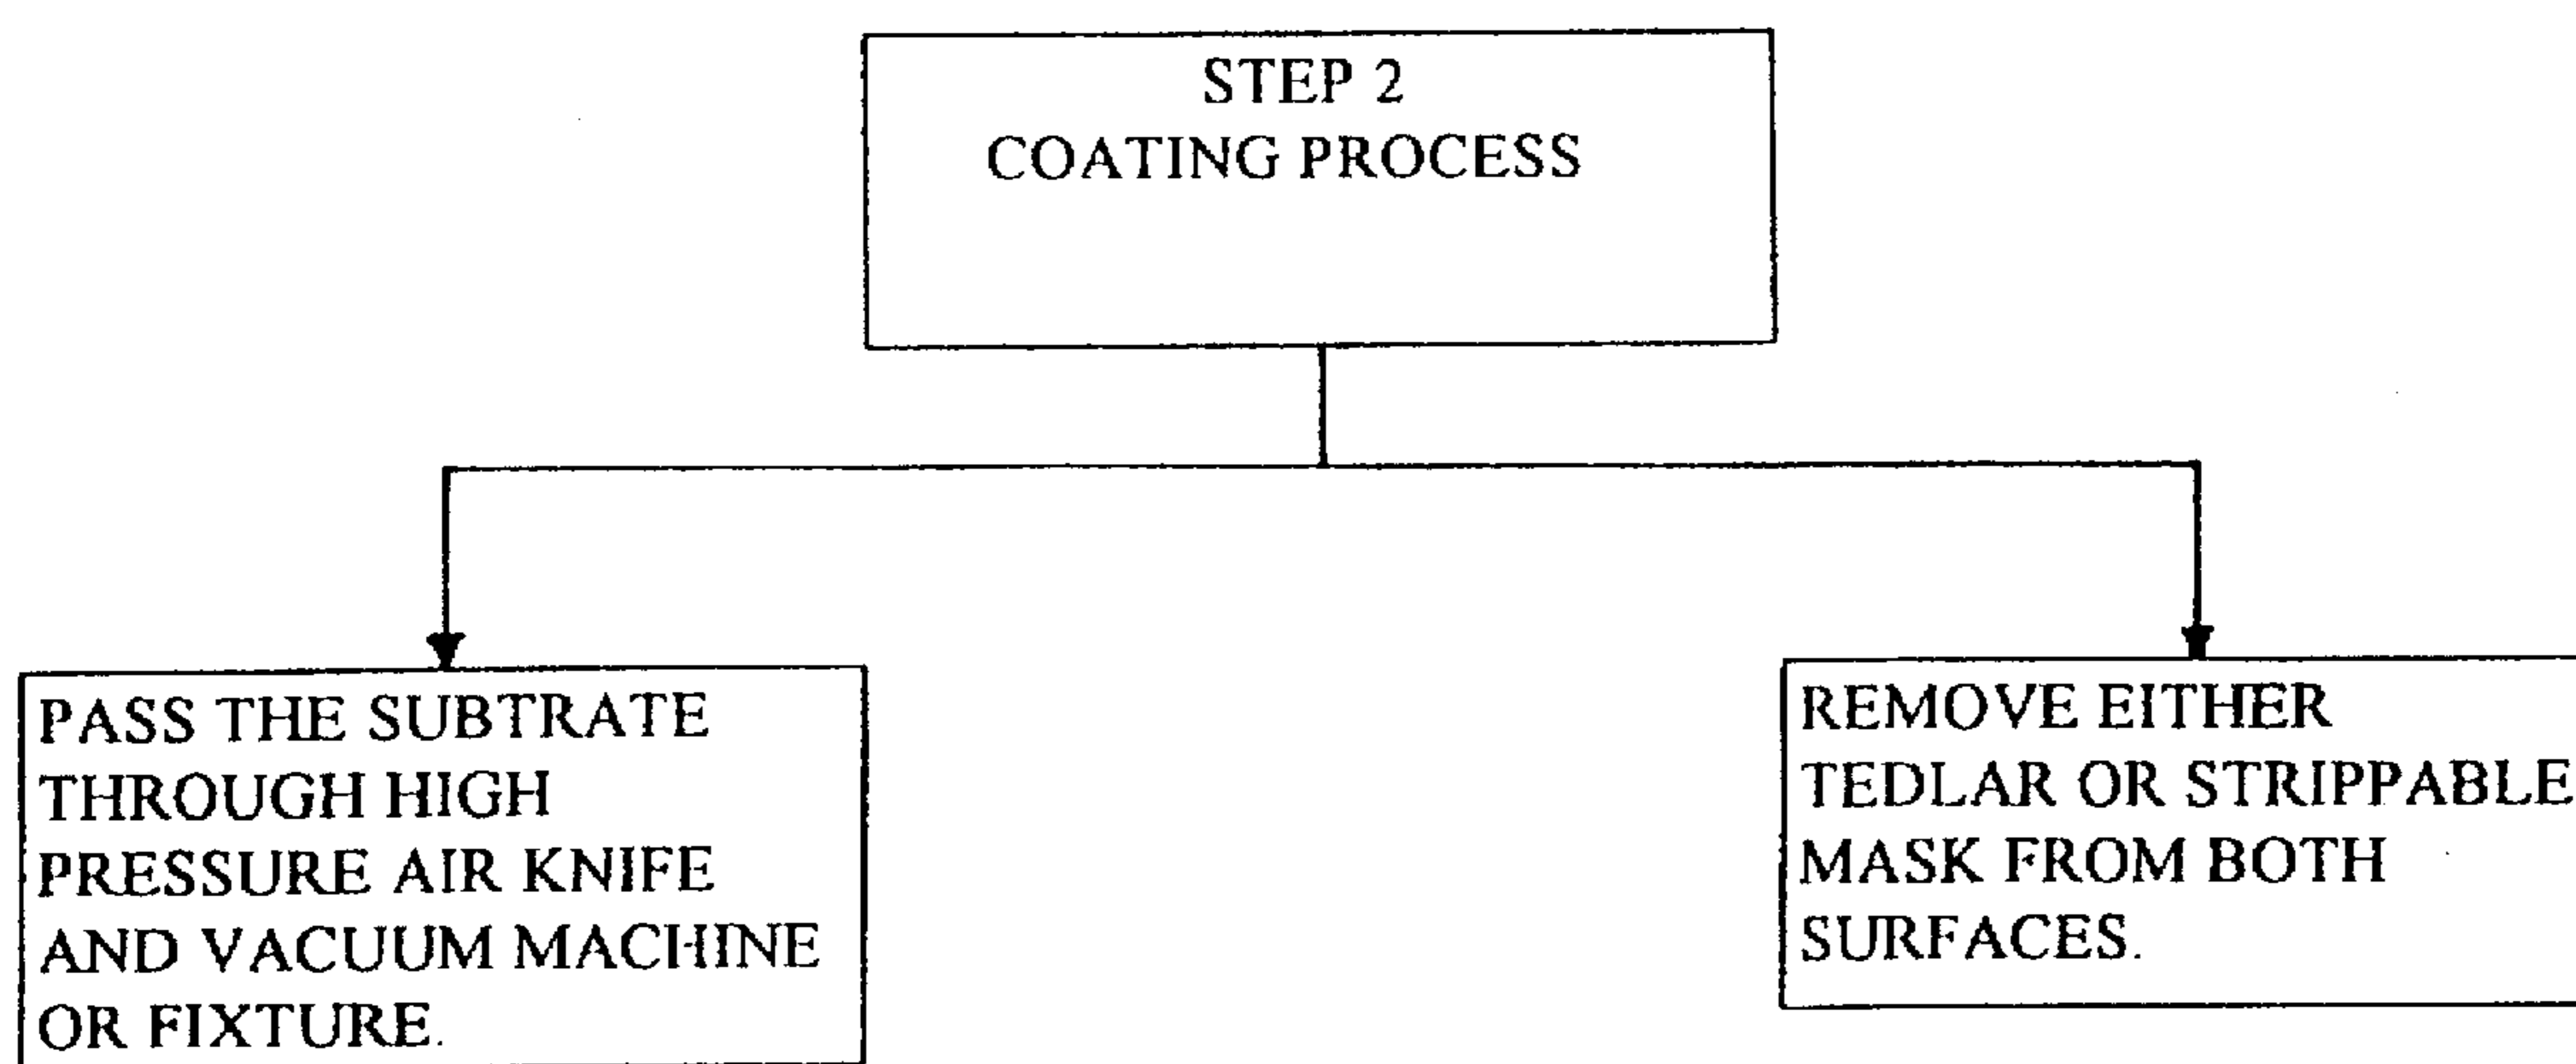 STEP 2
COATING PROCESS
PASS THE SUBTRATE
THROUGH HIGH
PRESSURE AIR KNIFE
AND VACUUM MACHINE
OR FIXTURE.
REMOVE EITHER
TEDLAR OR STRIPPABLE
MASK FROM BOTH
SURFACES.